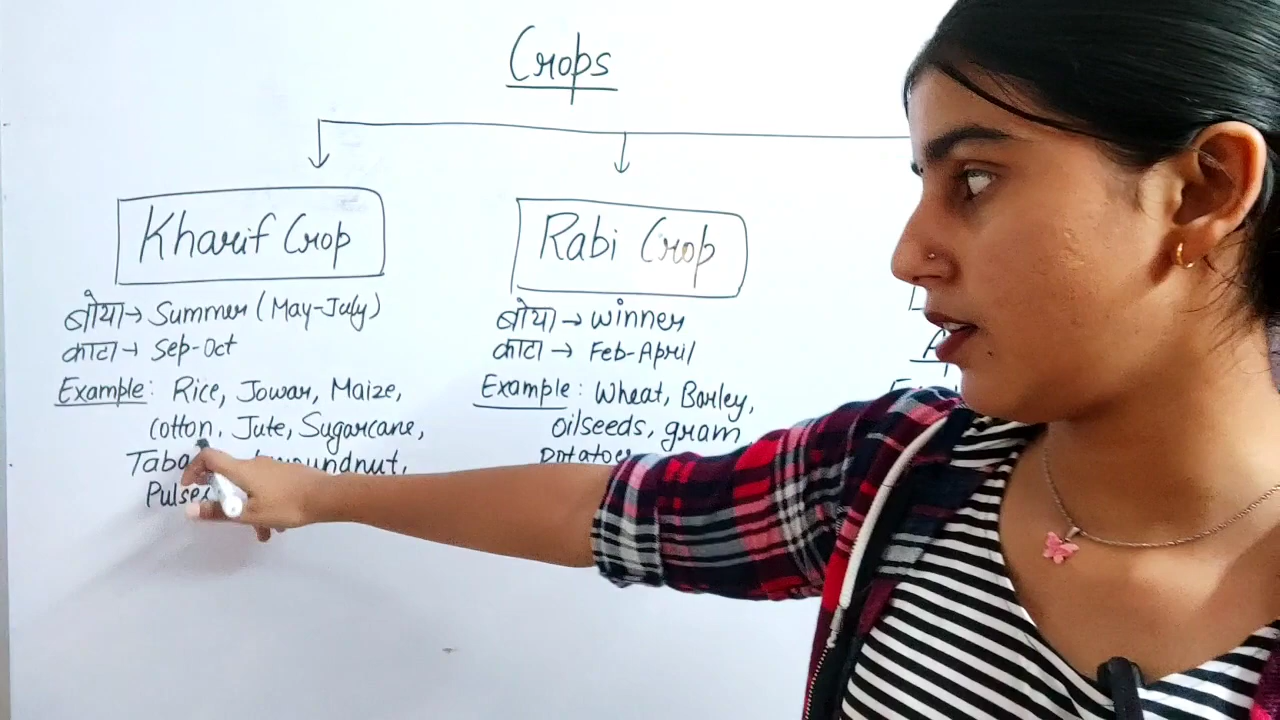 Crops
Kharif Crop
बोया → Summer (May-July)
काटा → Sep-Oct
Example: Rice, Jowar, Maize,
Cotton, Jute, Sugarcane,
Pulses
Rabi Crop
बोया → winner
काटा → Feb-April
Example: Wheat, Barley,
oilseeds, gram